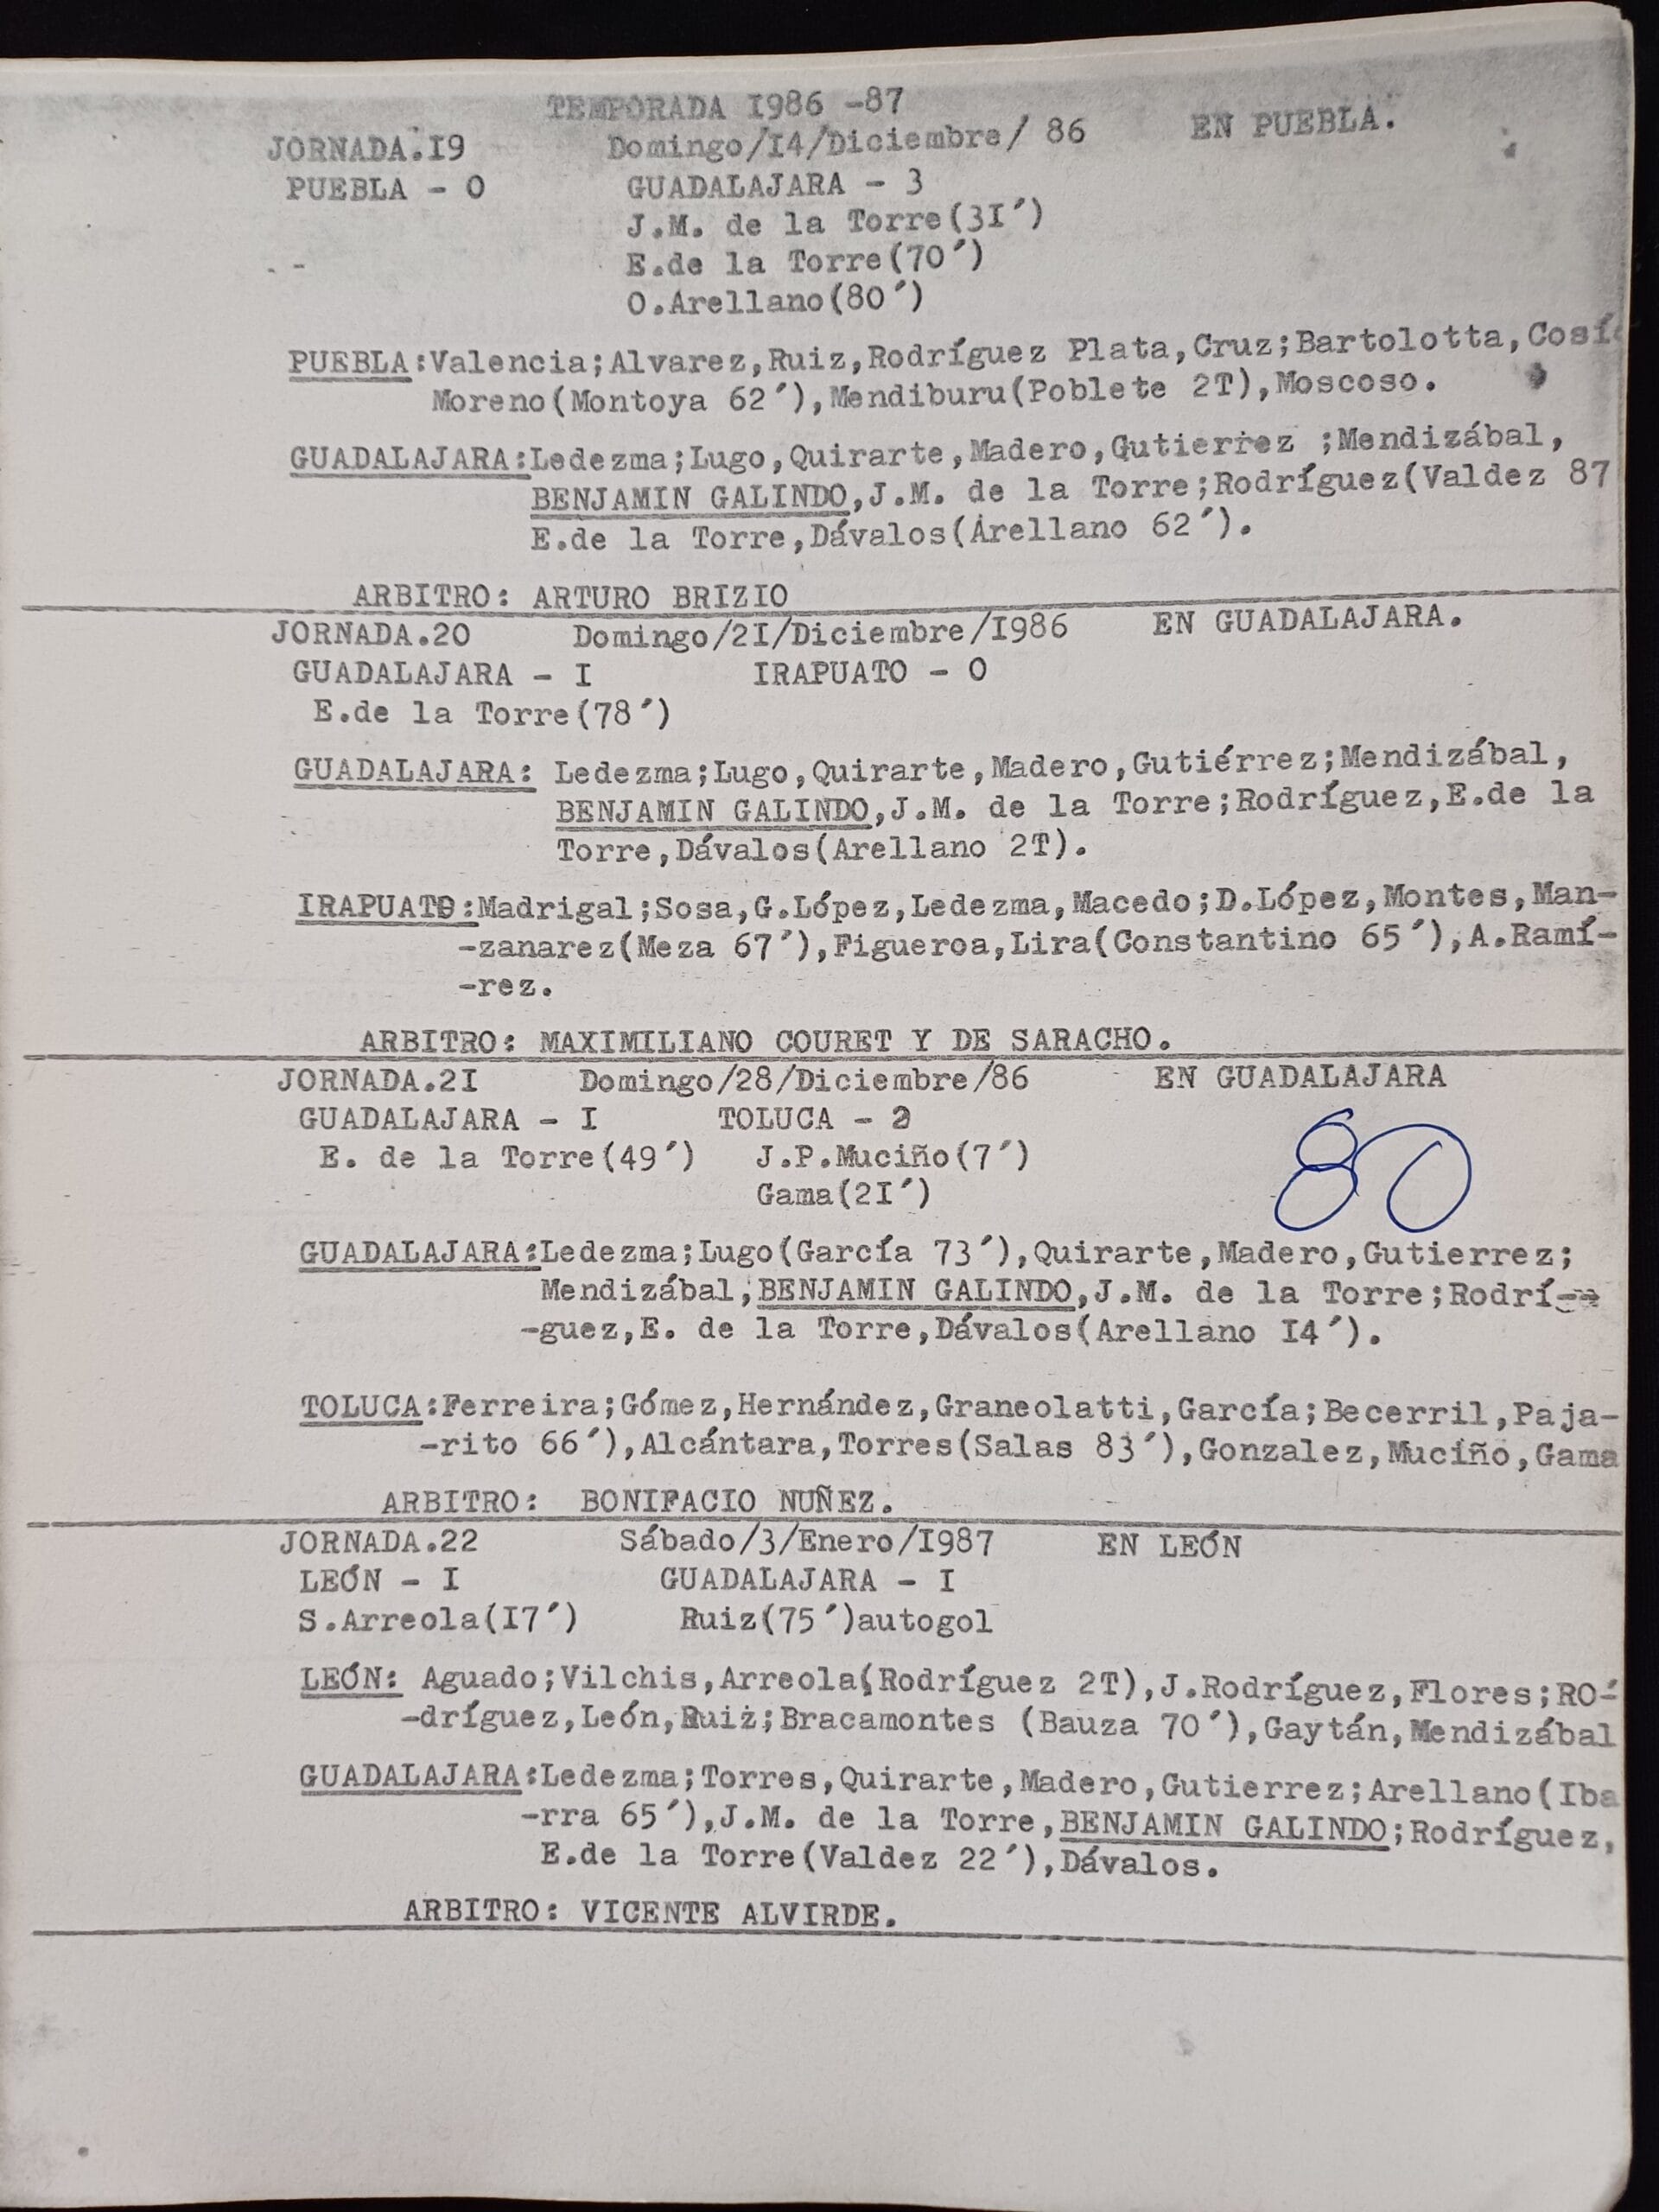 TEMPORADA I986 -87
JORNADA.I9 Domingo/I4/Diciembre/ 86 EN PUEBLA.
PUEBLA - 0 GUADALAJARA - 3
J.M. de la Torre(3I´)
E.de la Torre(70´)
O.Arellano(80´)
PUEBLA:Valencia;Alvarez,Ruiz,Rodríguez Plata,Cruz;Bartolotta,Cosí
Moreno(Montoya 62´),Mendiburu(Poblete 2T),Moscoso.
GUADALAJARA:Ledezma;Lugo,Quirarte,Madero,Gutierrez ;Mendizábal,
BENJAMIN GALINDO,J.M. de la Torre;Rodríguez(Valdez 87
E.de la Torre,Dávalos(Arellano 62´).
ARBITRO: ARTURO BRIZIO
JORNADA.20 Domingo/2I/Diciembre/I986 EN GUADALAJARA.
GUADALAJARA - I IRAPUATO - 0
E.de la Torre(78´)
GUADALAJARA: Ledezma;Lugo,Quirarte,Madero,Gutiérrez;Mendizábal,
BENJAMIN GALINDO,J.M. de la Torre;Rodríguez,E.de la
Torre,Dávalos(Arellano 2T).
IRAPUATO:Madrigal;Sosa,G.López,Ledezma,Macedo;D.López,Montes,Man-
-zanarez(Meza 67´),Figueroa,Lira(Constantino 65´),A.Ramí-
-rez.
ARBITRO: MAXIMILIANO COURET Y DE SARACHO.
JORNADA.2I Domingo/28/Diciembre/86 EN GUADALAJARA
GUADALAJARA - I TOLUCA - 2
E. de la Torre(49´) J.P.Muciño(7´)
Gama(2I´)
80
GUADALAJARA:Ledezma;Lugo(García 73´),Quirarte,Madero,Gutierrez;
Mendizábal,BENJAMIN GALINDO,J.M. de la Torre;Rodrí-
-guez,E. de la Torre,Dávalos(Arellano I4´).
TOLUCA:Ferreira;Gómez,Hernández,Graneolatti,García;Becerril,Paja-
-rito 66´),Alcántara,Torres(Salas 83´),Gonzalez,Muciño,Gama
ARBITRO: BONIFACIO NUÑEZ.
JORNADA.22 Sábado/3/Enero/I987 EN LEÓN
LEÓN - I GUADALAJARA - I
S.Arreola(I7´) Ruiz(75´)autogol
LEÓN: Aguado;Vilchis,Arreola(Rodríguez 2T),J.Rodríguez,Flores;RO-
-dríguez,León,Ruiz;Bracamontes (Bauza 70´),Gaytán,Mendizábal
GUADALAJARA:Ledezma;Torres,Quirarte,Madero,Gutierrez;Arellano(Iba
-rra 65´),J.M. de la Torre,BENJAMIN GALINDO;Rodríguez,
E.de la Torre(Valdez 22´),Dávalos.
ARBITRO: VICENTE ALVIRDE.